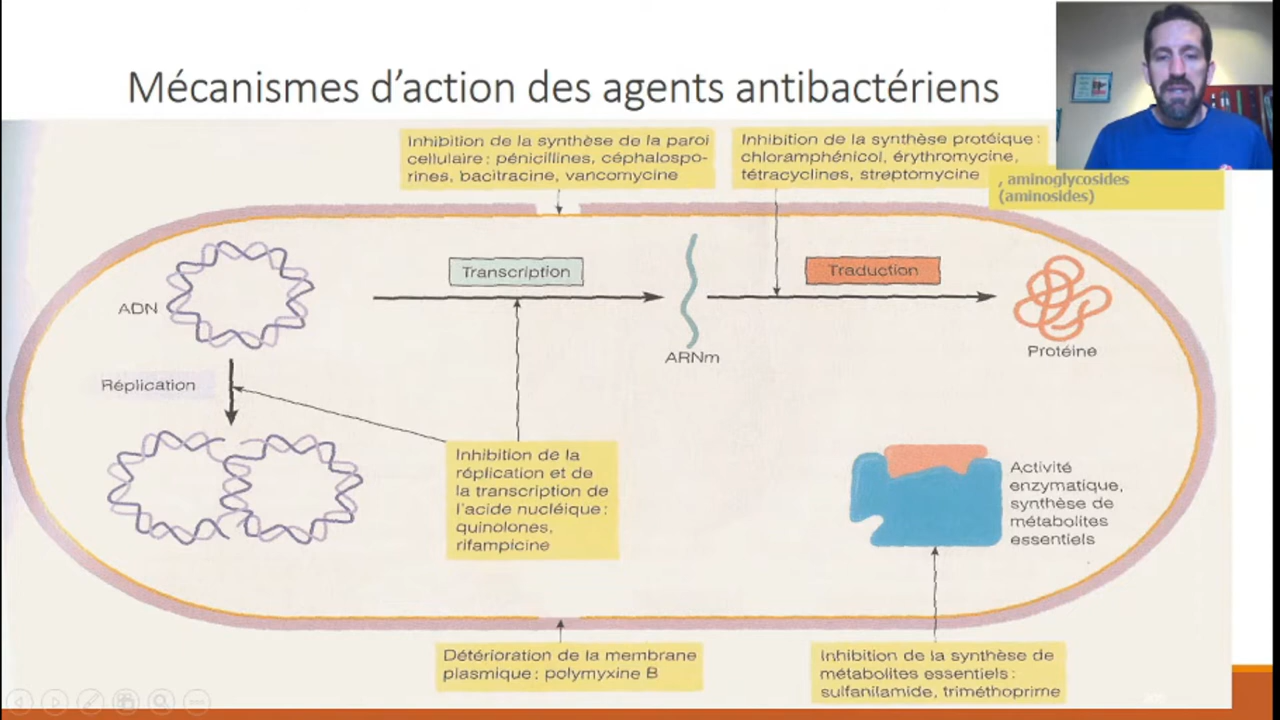 Mécanismes d’action des agents antibactériens
Inhibition de la synthèse de la paroi
cellulaire : pénicillines, céphalospo-
rines, bacitracine, vancomycine
Inhibition de la synthèse protéique :
chloramphénicol, érythromycine,
tétracyclines, streptomycine
, aminoglycosides
(aminosides)
Transcription
Traduction
ADN
ARNm
Protéine
Réplication
Inhibition de la
réplication et de
la transcription de
l'acide nucléique :
quinolones,
rifampicine
Activité
enzymatique,
synthèse de
métabolites
essentiels
Détérioration de la membrane
plasmique : polymyxine B
Inhibition de la synthèse de
métabolites essentiels :
sulfanilamide, triméthoprime